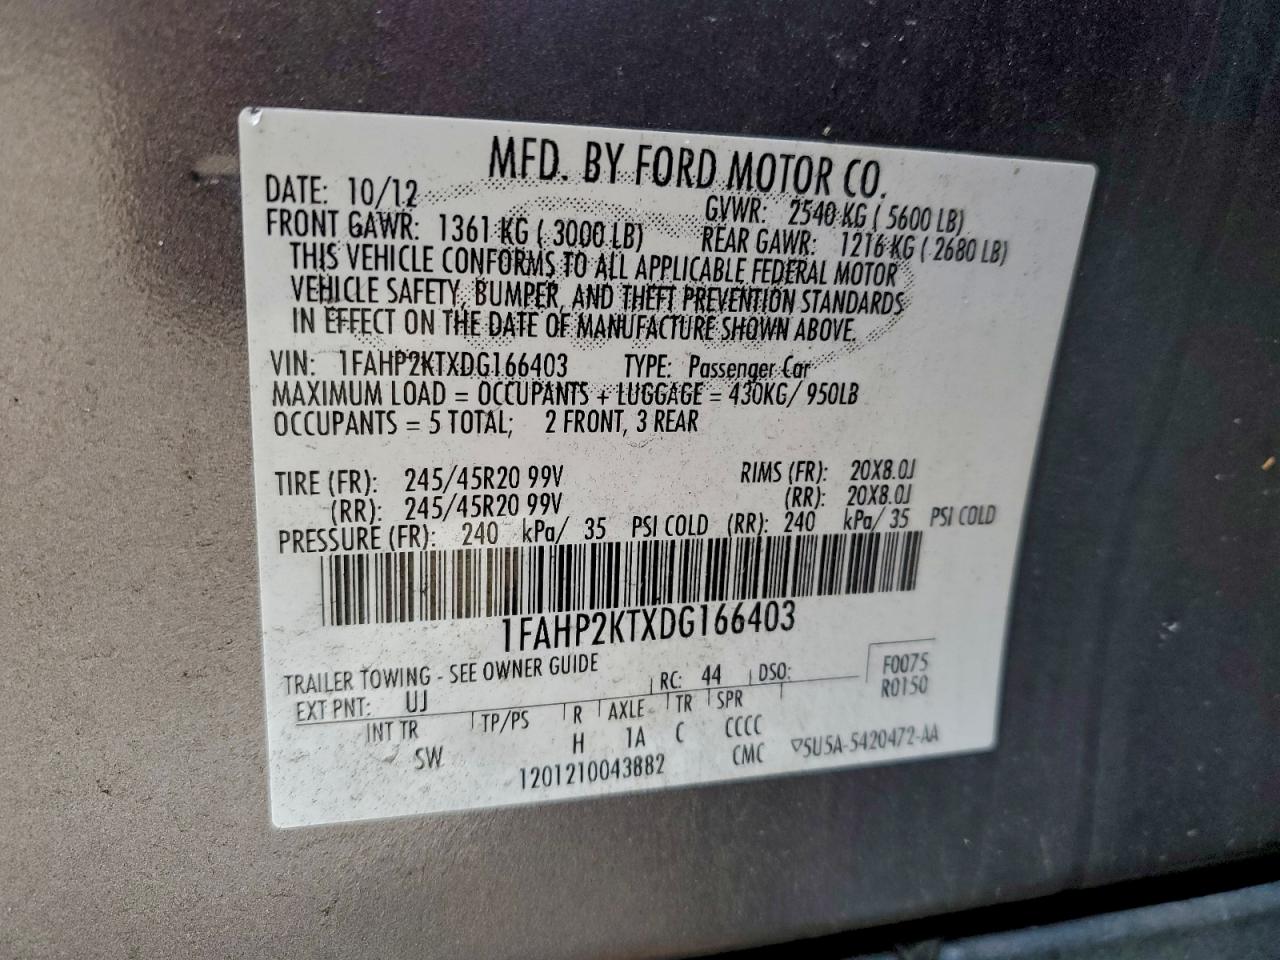 MFD. BY FORD MOTOR CO.
DATE: 10/12 GVWR: 2540 KG ( 5600 LB)
FRONT GAWR: 1361 KG ( 3000 LB) REAR GAWR: 1216 KG ( 2680 LB)
THIS VEHICLE CONFORMS TO ALL APPLICABLE FEDERAL MOTOR
VEHICLE SAFETY, BUMPER, AND THEFT PREVENTION STANDARDS
IN EFFECT ON THE DATE OF MANUFACTURE SHOWN ABOVE.
VIN: 1FAHP2KTXDG166403 TYPE: Passenger Car
MAXIMUM LOAD = OCCUPANTS + LUGGAGE = 430KG/ 950LB
OCCUPANTS = 5 TOTAL; 2 FRONT, 3 REAR
TIRE (FR): 245/45R20 99V RIMS (FR): 20X8.0J
(RR): 245/45R20 99V (RR): 20X8.0J
PRESSURE (FR): 240 kPa/ 35 PSI COLD (RR): 240 kPa/ 35 PSI COLD
1FAHP2KTXDG166403
TRAILER TOWING - SEE OWNER GUIDE
F0075
EXT PNT: UJ RC: 44 DSO:
R0150
INT TR TP/PS R AXLE TR SPR
SW H 1A C CCCC
1201210043882 CMC 5U5A-5420472-AA